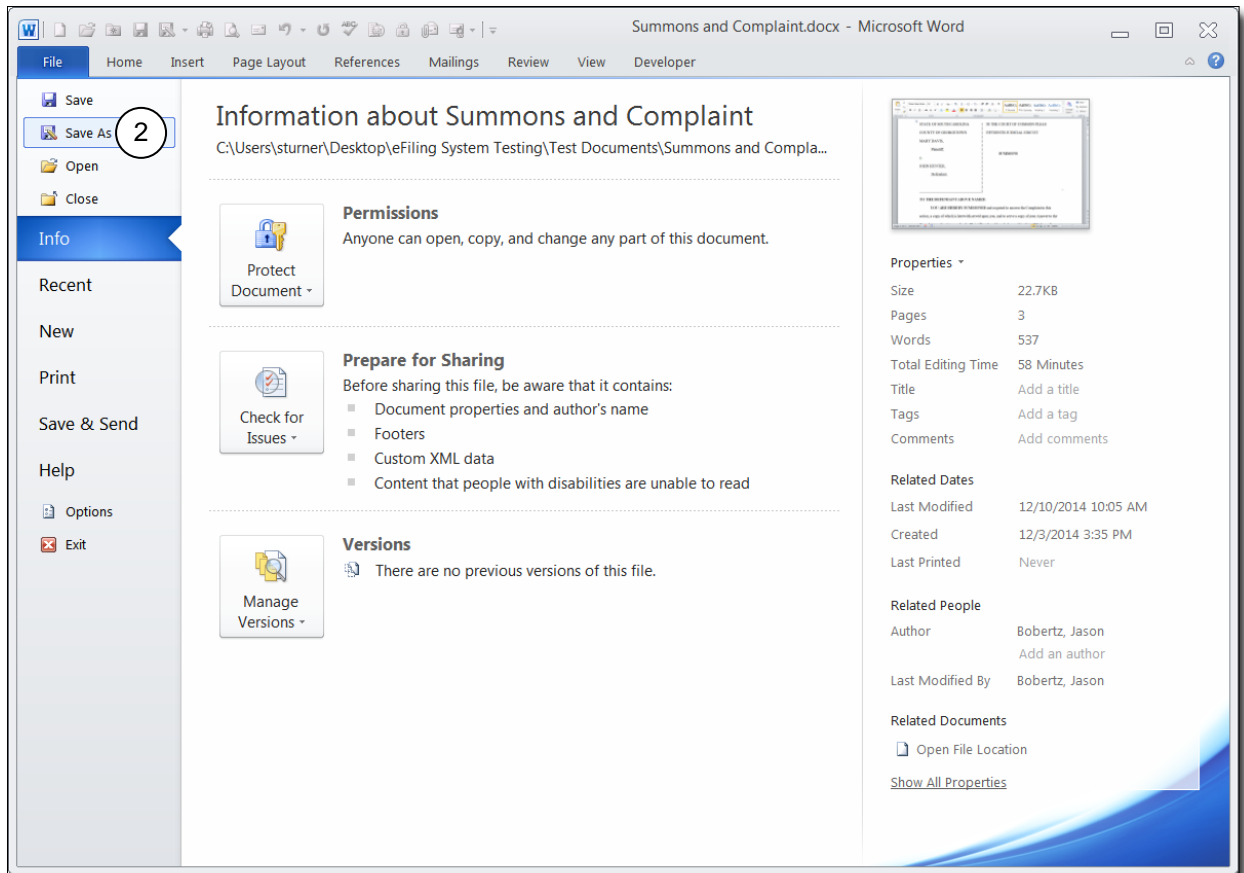 Summons and Complaint.docx - Microsoft Word
File Home Insert Page Layout References Mailings Review View Developer
Save
Save As 2
Open
Close
Info
Recent
New
Print
Save & Send
Help
Options
Exit
Information about Summons and Complaint
C:\Users\sturner\Desktop\eFiling System Testing\Test Documents\Summons and Compla...
Protect
Document
Permissions
Anyone can open, copy, and change any part of this document.
Check for
Issues
Prepare for Sharing
Before sharing this file, be aware that it contains:
Document properties and author's name
Footers
Custom XML data
Content that people with disabilities are unable to read
Manage
Versions
Versions
There are no previous versions of this file.
Properties
Size 22.7KB
Pages 3
Words 537
Total Editing Time 58 Minutes
Title Add a title
Tags Add a tag
Comments Add comments
Related Dates
Last Modified 12/10/2014 10:05 AM
Created 12/3/2014 3:35 PM
Last Printed Never
Related People
Author Bobertz, Jason
Add an author
Last Modified By Bobertz, Jason
Related Documents
Open File Location
Show All Properties